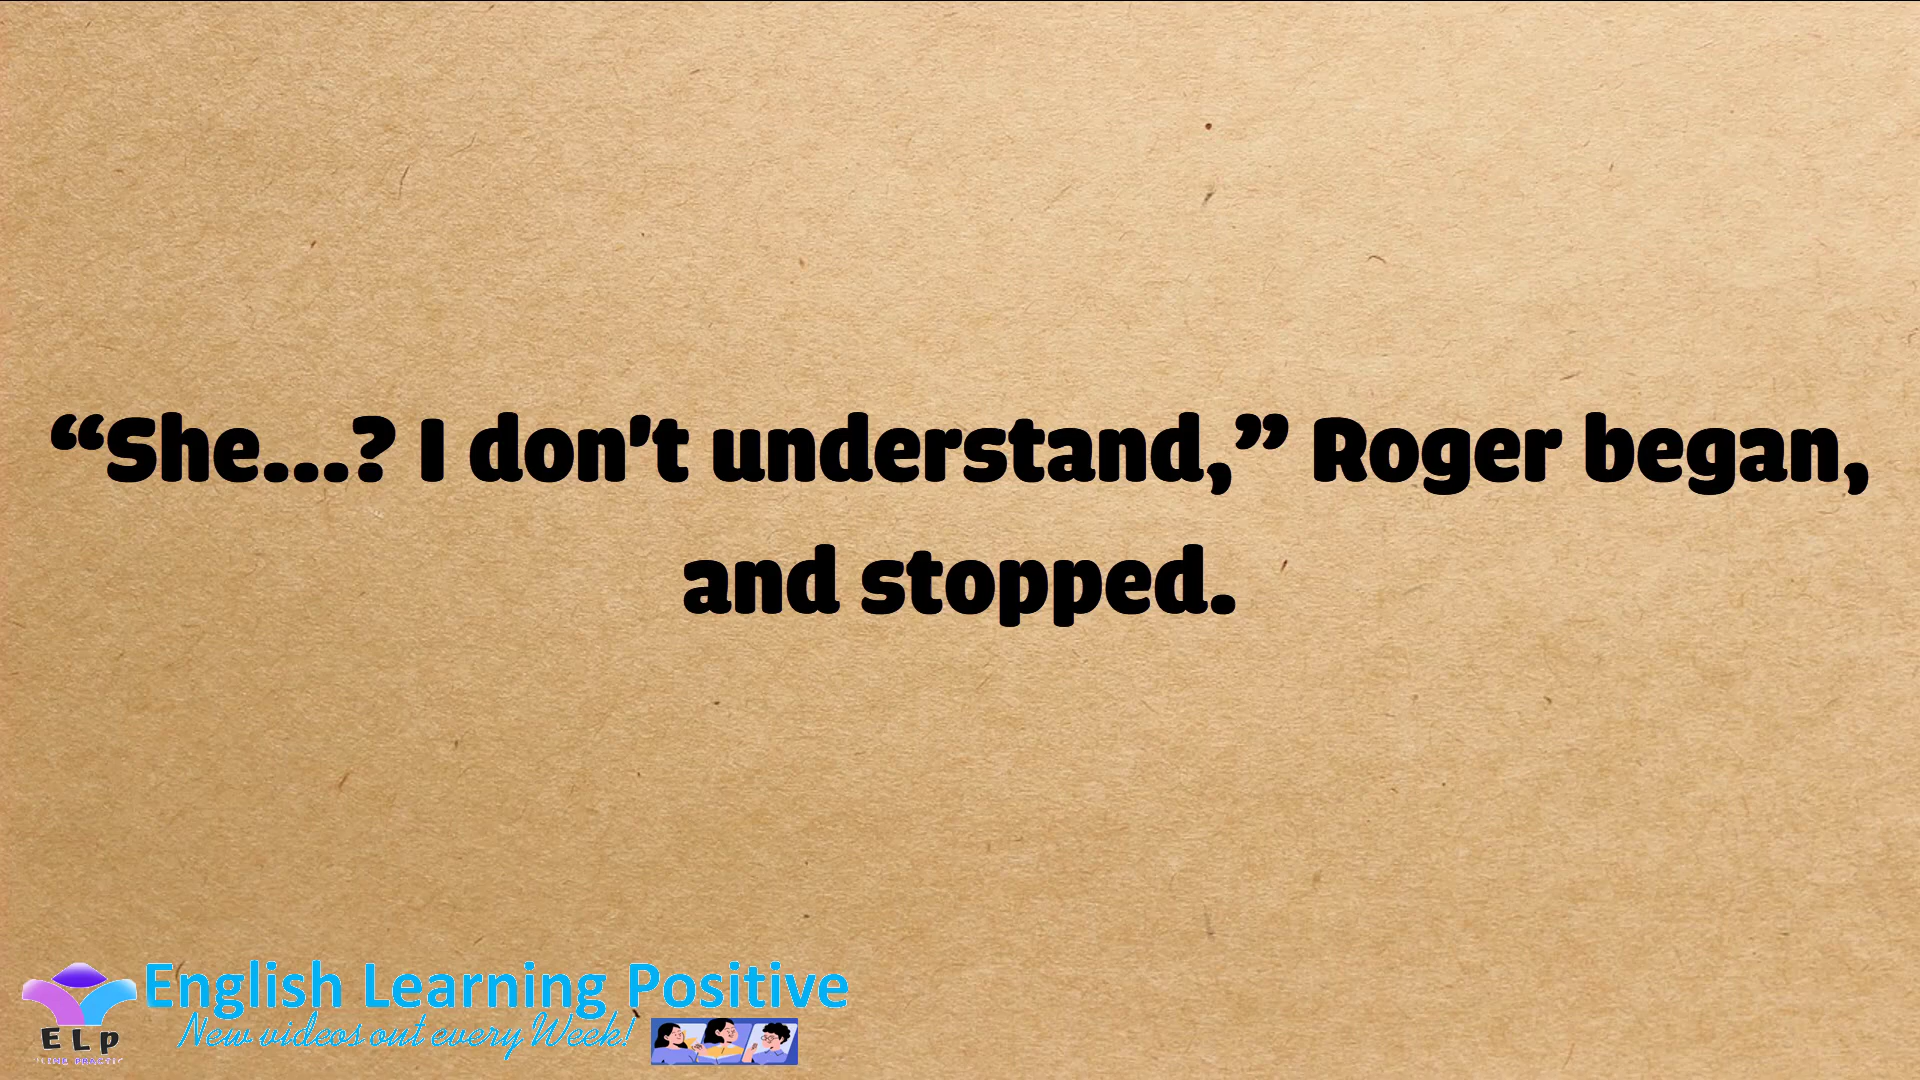 “She...? I don't understand,” Roger began,
and stopped.
English Learning Positive
New videos out every Week!
ELP